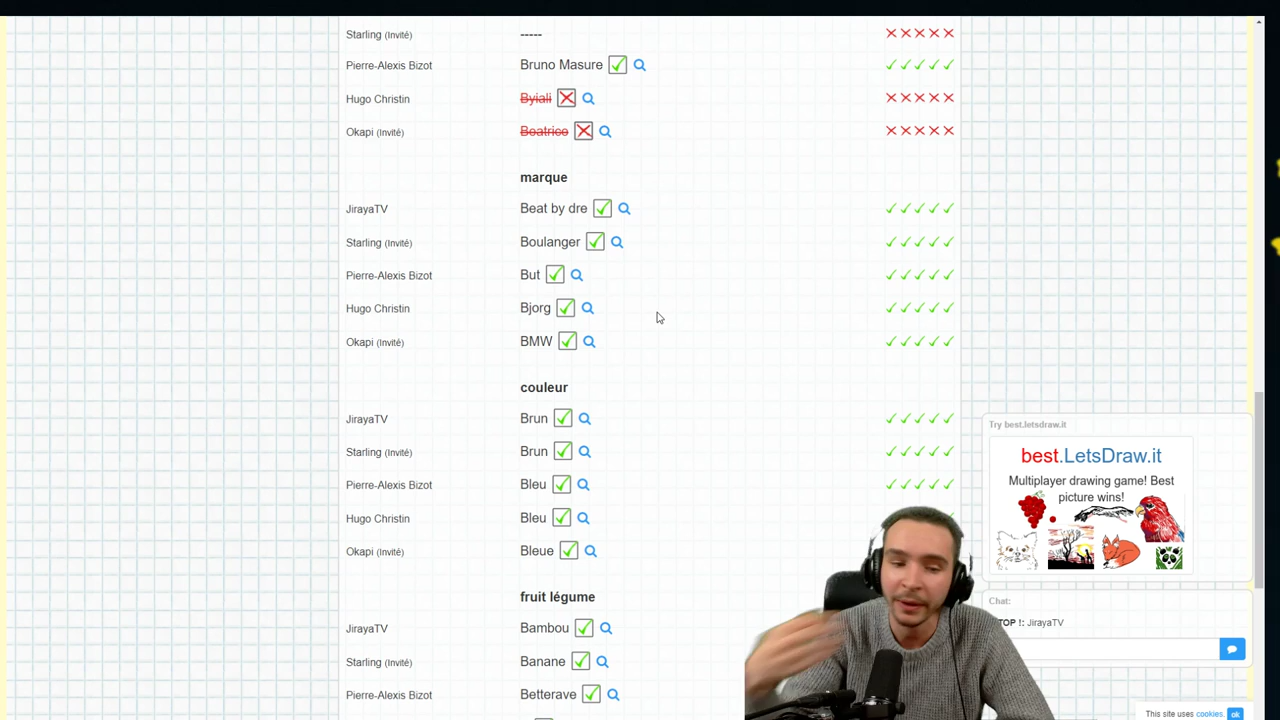 Starling (Invité) -----
Pierre-Alexis Bizot Bruno Masure
Hugo Christin Byiali
Okapi (Invité) Boatrico
marque
JirayaTV Beat by dre
Starling (Invité) Boulanger
Pierre-Alexis Bizot But
Hugo Christin Bjorg
Okapi (Invité) BMW
couleur
JirayaTV Brun
Starling (Invité) Brun
Pierre-Alexis Bizot Bleu
Hugo Christin Bleu
Okapi (Invité) Bleue
fruit légume
JirayaTV Bambou
Starling (Invité) Banane
Pierre-Alexis Bizot Betterave
Try best.letsdraw.it
best.LetsDraw.it
Multiplayer drawing game! Best
picture wins!
Chat:
TOP !: JirayaTV
This site uses cookies. ok